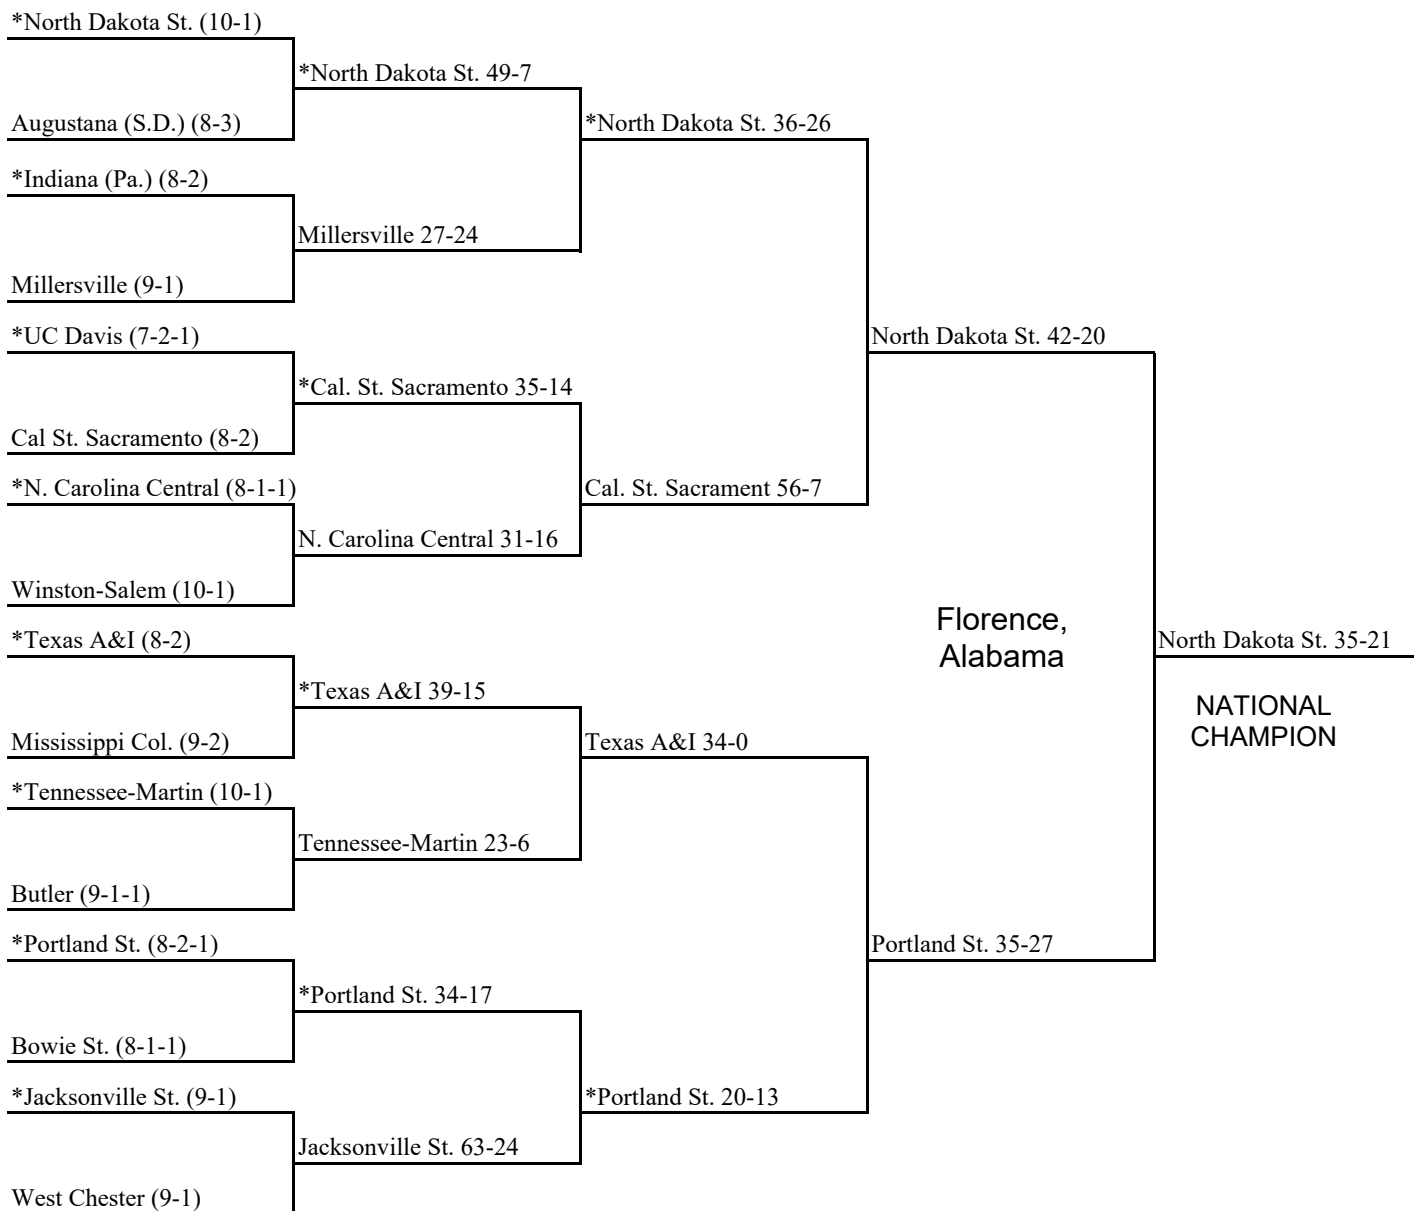 *North Dakota St. (10-1)
*North Dakota St. 49-7
Augustana (S.D.) (8-3)
*North Dakota St. 36-26
*Indiana (Pa.) (8-2)
Millersville 27-24
Millersville (9-1)
*UC Davis (7-2-1)
North Dakota St. 42-20
*Cal. St. Sacramento 35-14
Cal St. Sacramento (8-2)
*N. Carolina Central (8-1-1)
Cal. St. Sacrament 56-7
N. Carolina Central 31-16
Winston-Salem (10-1)
Florence,
Alabama
*Texas A&I (8-2)
North Dakota St. 35-21
*Texas A&I 39-15
NATIONAL
CHAMPION
Mississippi Col. (9-2)
Texas A&I 34-0
*Tennessee-Martin (10-1)
Tennessee-Martin 23-6
Butler (9-1-1)
*Portland St. (8-2-1)
Portland St. 35-27
*Portland St. 34-17
Bowie St. (8-1-1)
*Jacksonville St. (9-1)
*Portland St. 20-13
Jacksonville St. 63-24
West Chester (9-1)